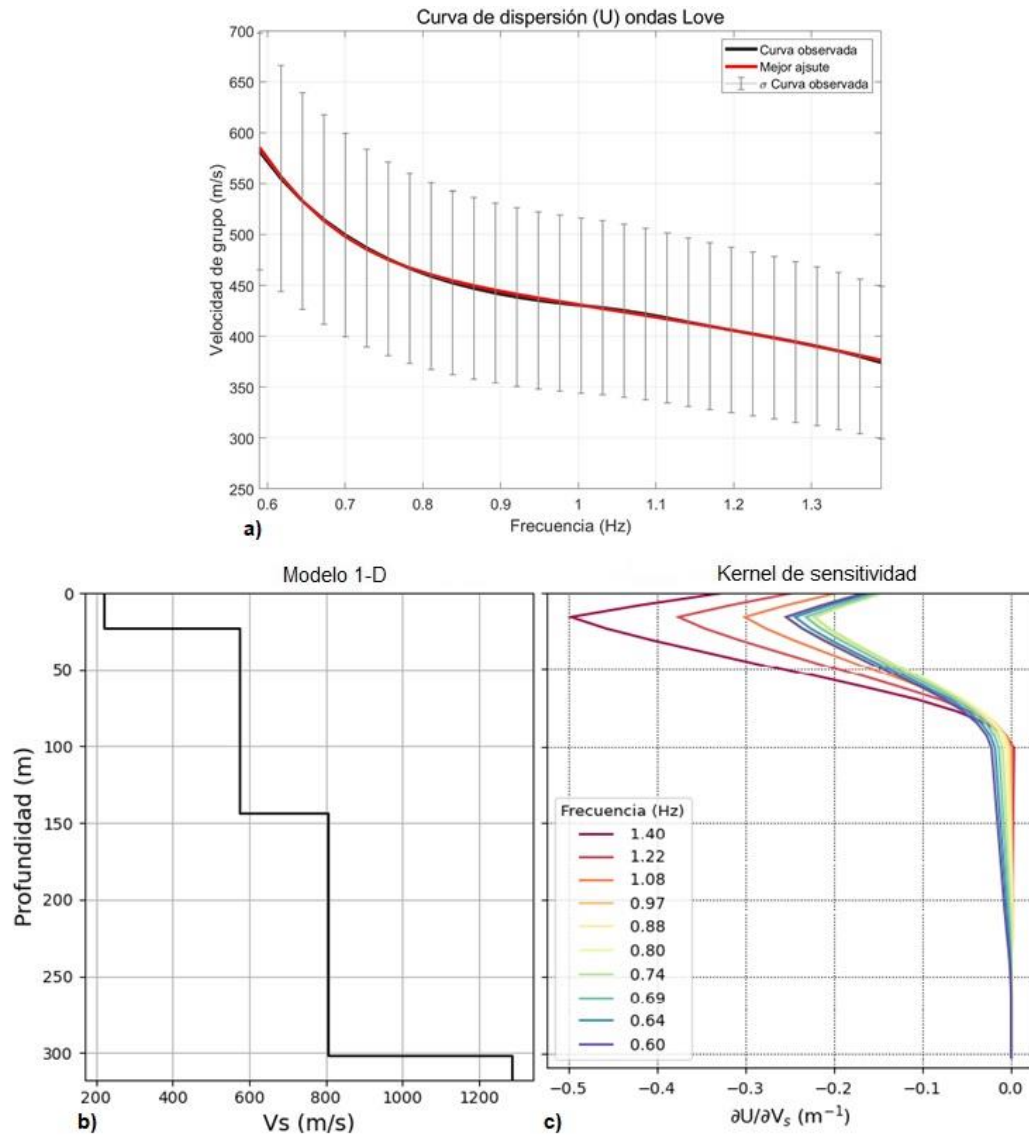 Curva de dispersión (U) ondas Love
700
650
600
550
500
450
400
350
300
250
Velocidad de grupo (m/s)
Curva observada
Mejor ajsute
σ Curva observada
0.6 0.7 0.8 0.9 1 1.1 1.2 1.3
Frecuencia (Hz)
a)
Modelo 1-D
0
50
100
150
200
250
300
Profundidad (m)
200 400 600 800 1000 1200
Vs (m/s)
b)
Kernel de sensitividad
Frecuencia (Hz)
1.40
1.22
1.08
0.97
0.88
0.80
0.74
0.69
0.64
0.60
−0.5 −0.4 −0.3 −0.2 −0.1 0.0
∂U/∂Vₛ (m⁻¹)
c)